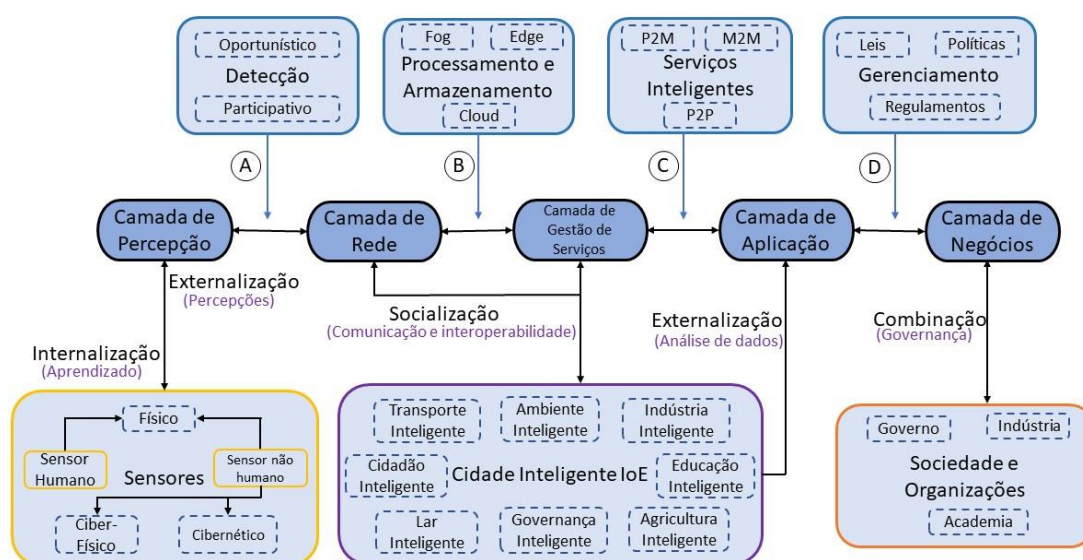 Oportunístico
Detecção
Participativo
Fog
Edge
Processamento e
Armazenamento
Cloud
P2M
M2M
Serviços
Inteligentes
P2P
Leis
Políticas
Gerenciamento
Regulamentos
A
B
C
D
Camada de
Percepção
Camada de
Rede
Camada de
Gestão de
Serviços
Camada de
Aplicação
Camada de
Negócios
Externalização
(Percepções)
Internalização
(Aprendizado)
Socialização
(Comunicação e interoperabilidade)
Externalização
(Análise de dados)
Combinação
(Governança)
Físico
Sensor
Humano
Sensores
Sensor não
humano
Ciber-
Físico
Cibernético
Transporte
Inteligente
Ambiente
Inteligente
Indústria
Inteligente
Cidadão
Inteligente
Cidade Inteligente IoE
Educação
Inteligente
Lar
Inteligente
Governança
Inteligente
Agricultura
Inteligente
Governo
Indústria
Sociedade e
Organizações
Academia